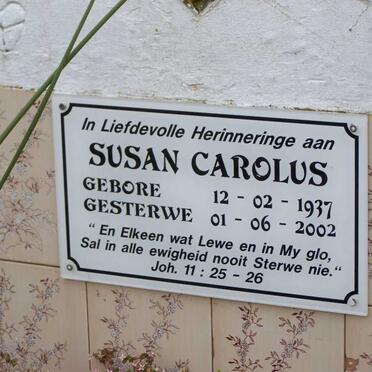 In Liefdevolle Herinneringe aan
SUSAN CAROLUS
GEBORE 12 - 02 - 1937
GESTERWE 01 - 06 - 2002
" En Elkeen wat Lewe en in My glo,
Sal in alle ewigheid nooit Sterwe nie."
Joh. 11 : 25 - 26